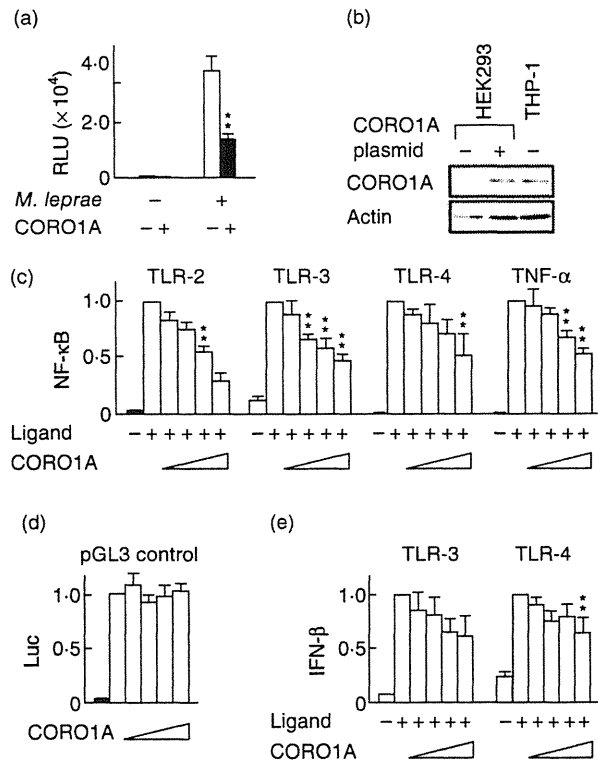 (a)
RLU (× 10⁴)
4·0
2·0
0
**
M. leprae
− +
CORO1A
− + − +
(b)
HEK293
THP-1
CORO1A
plasmid − + −
CORO1A
Actin
(c)
TLR-2 TLR-3 TLR-4 TNF-α
NF-κB
1·0
0·5
0
** ** ** ** ** ** **
Ligand − + + + + + − + + + + + − + + + + + − + + + + +
CORO1A
(d)
pGL3 control
Luc
1·0
0·5
0
CORO1A
(e)
TLR-3 TLR-4
IFN-β
1·0
0·5
0
**
Ligand − + + + + + − + + + + +
CORO1A